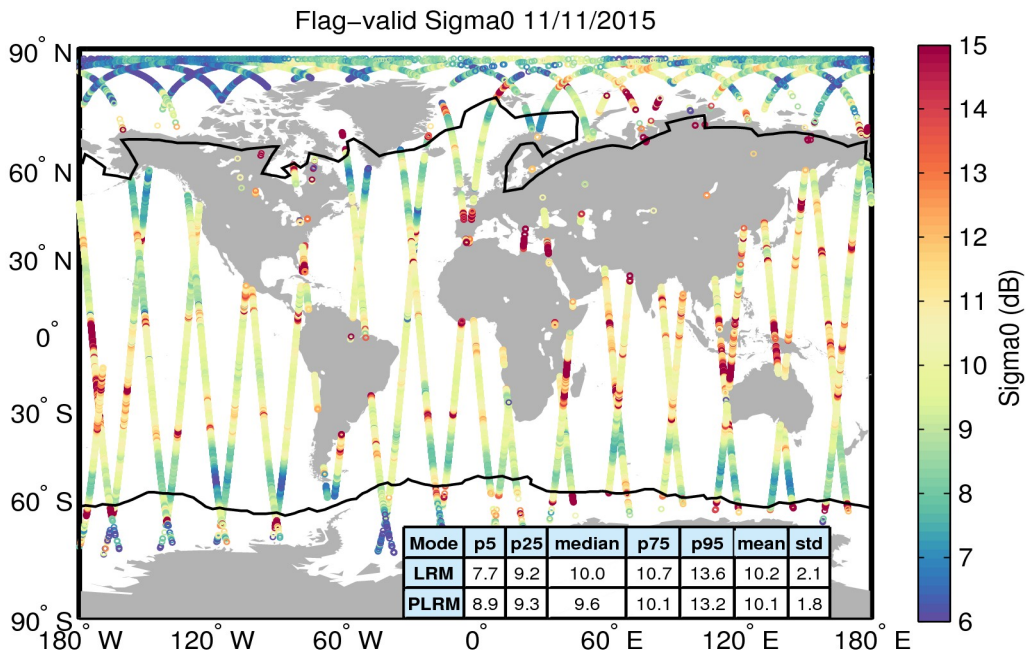 Flag−valid Sigma0 11/11/2015
90° N
60° N
30° N
0°
30° S
60° S
90° S
180° W
120° W
60° W
0°
60° E
120° E
180° E
Mode p5 p25 median p75 p95 mean std
LRM 7.7 9.2 10.0 10.7 13.6 10.2 2.1
PLRM 8.9 9.3 9.6 10.1 13.2 10.1 1.8
15
14
13
12
11
10
9
8
7
6
Sigma0 (dB)